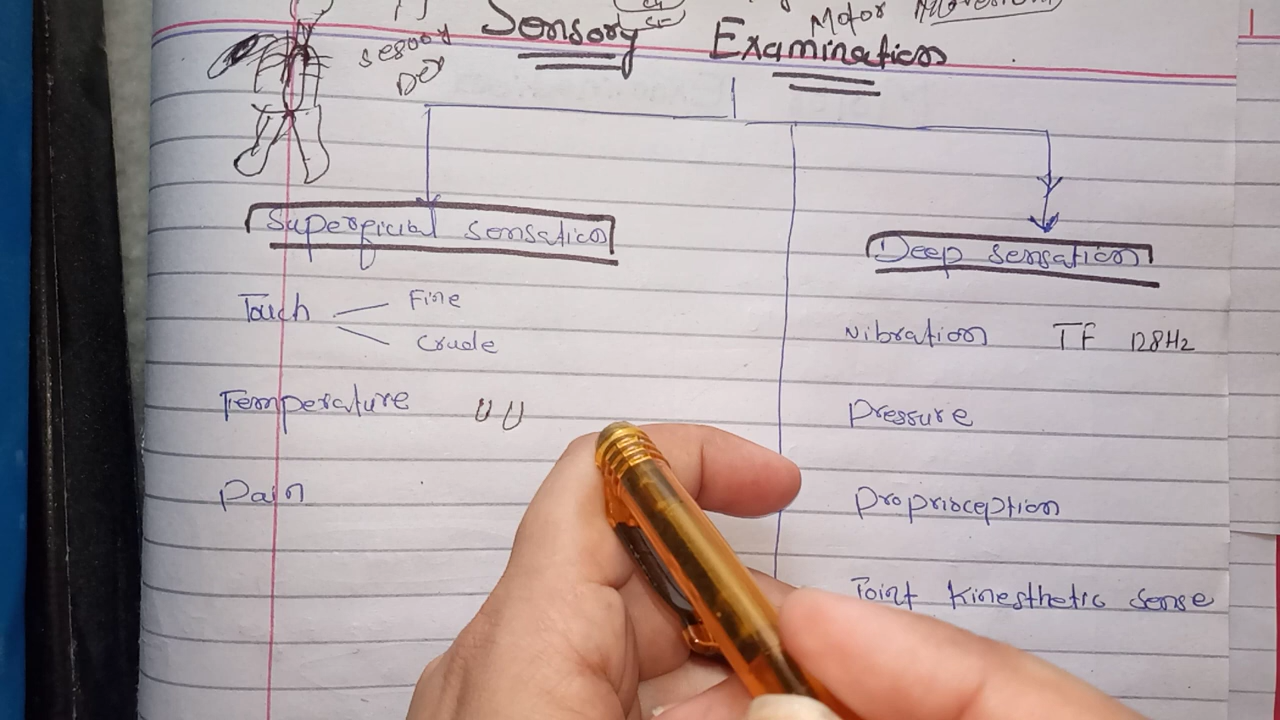 Motor
Sensory Examination
Superficial sensation
Deep sensation
Touch
Fine
Crude
Vibration TF 128Hz
Temperature
Pressure
Pain
Proprioception
Joint Kinesthetic sense